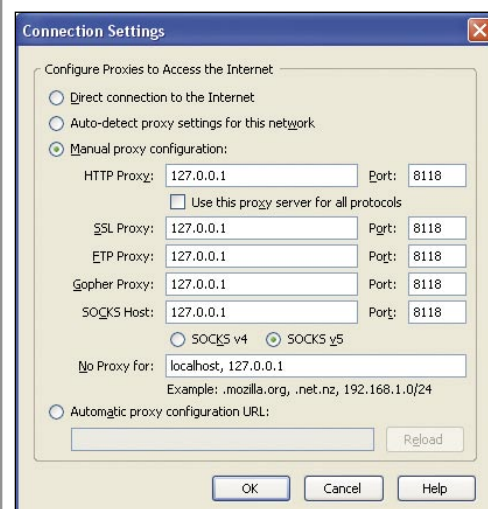 Connection Settings
Configure Proxies to Access the Internet
Direct connection to the Internet
Auto-detect proxy settings for this network
Manual proxy configuration:
HTTP Proxy: 127.0.0.1 Port: 8118
Use this proxy server for all protocols
SSL Proxy: 127.0.0.1 Port: 8118
FTP Proxy: 127.0.0.1 Port: 8118
Gopher Proxy: 127.0.0.1 Port: 8118
SOCKS Host: 127.0.0.1 Port: 8118
SOCKS v4 SOCKS v5
No Proxy for: localhost, 127.0.0.1
Example: .mozilla.org, .net.nz, 192.168.1.0/24
Automatic proxy configuration URL:
Reload
OK Cancel Help